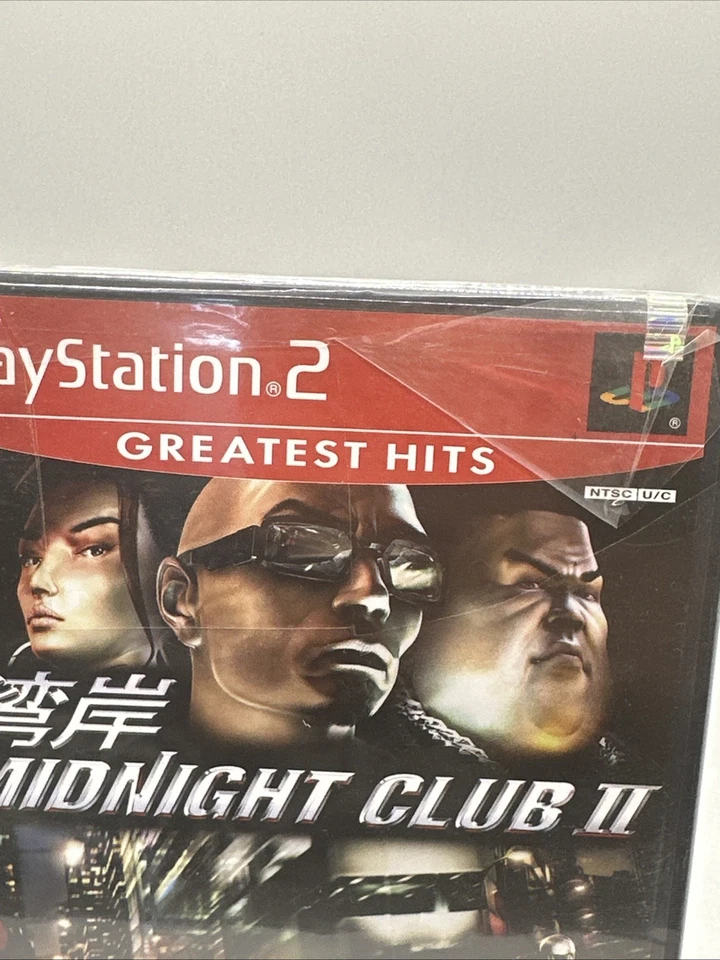 ayStation®2
GREATEST HITS
®
NTSC U/C
湾岸
MIDNIGHT CLUB II